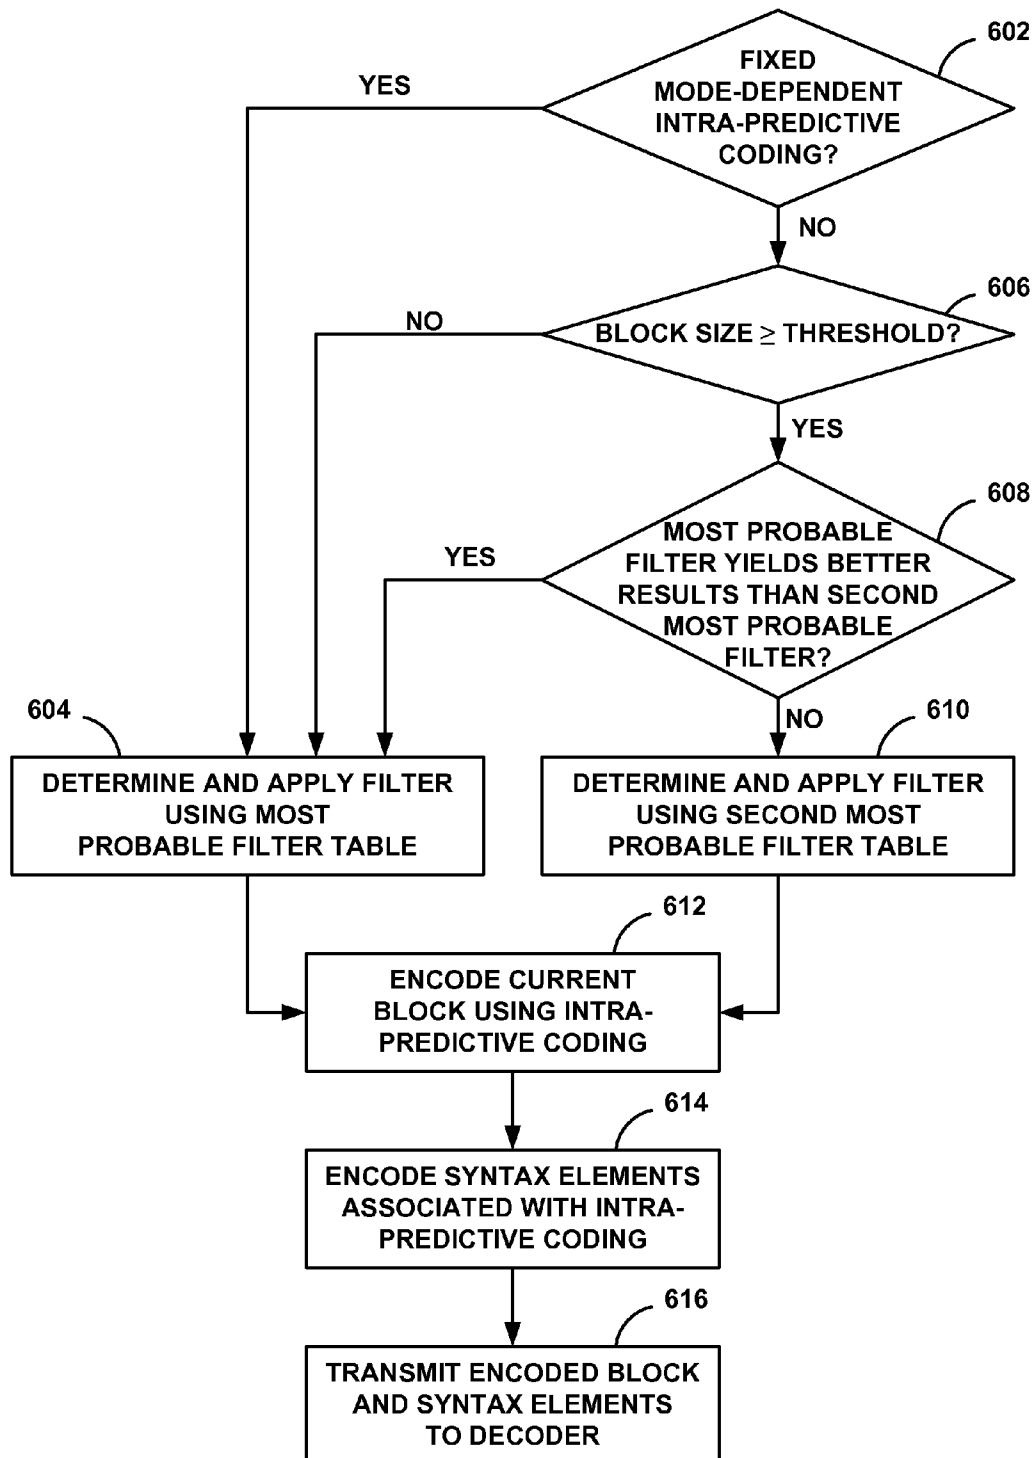 602
FIXED
MODE-DEPENDENT
INTRA-PREDICTIVE
CODING?
YES
NO
606
BLOCK SIZE ≥ THRESHOLD?
NO
YES
608
MOST PROBABLE
FILTER YIELDS BETTER
RESULTS THAN SECOND
MOST PROBABLE
FILTER?
YES
NO
604
DETERMINE AND APPLY FILTER
USING MOST
PROBABLE FILTER TABLE
610
DETERMINE AND APPLY FILTER
USING SECOND MOST
PROBABLE FILTER TABLE
612
ENCODE CURRENT
BLOCK USING INTRA-
PREDICTIVE CODING
614
ENCODE SYNTAX ELEMENTS
ASSOCIATED WITH INTRA-
PREDICTIVE CODING
616
TRANSMIT ENCODED BLOCK
AND SYNTAX ELEMENTS
TO DECODER